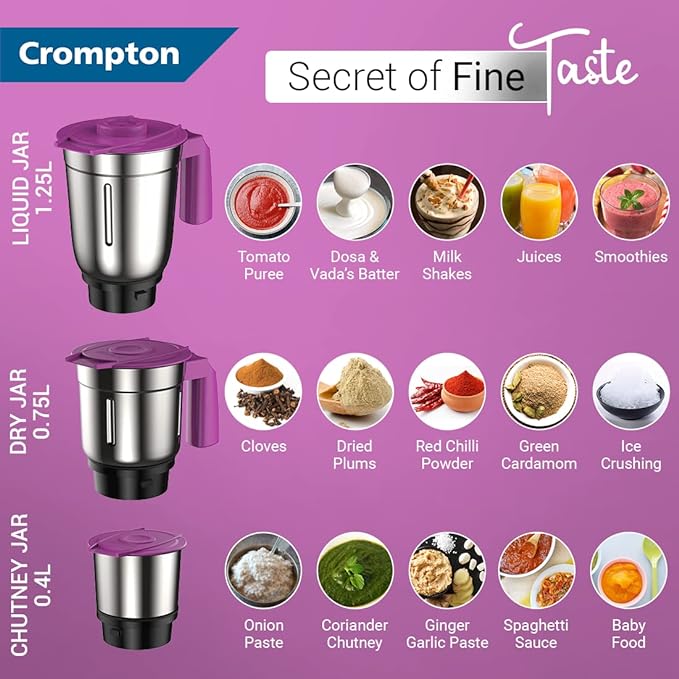 Crompton
Secret of Fine Taste
LIQUID JAR
1.25L
Tomato
Puree
Dosa &
Vada's Batter
Milk
Shakes
Juices
Smoothies
DRY JAR
0.75L
Cloves
Dried
Plums
Red Chilli
Powder
Green
Cardamom
Ice
Crushing
CHUTNEY JAR
0.4L
Onion
Paste
Coriander
Chutney
Ginger
Garlic Paste
Spaghetti
Sauce
Baby
Food